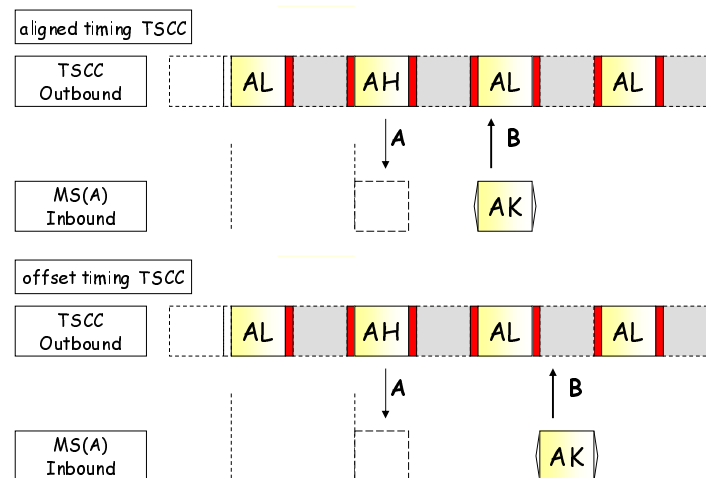 aligned timing TSCC
TSCC
Outbound
AL
AH
AL
AL
A
B
MS(A)
Inbound
AK
offset timing TSCC
TSCC
Outbound
AL
AH
AL
AL
A
B
MS(A)
Inbound
AK